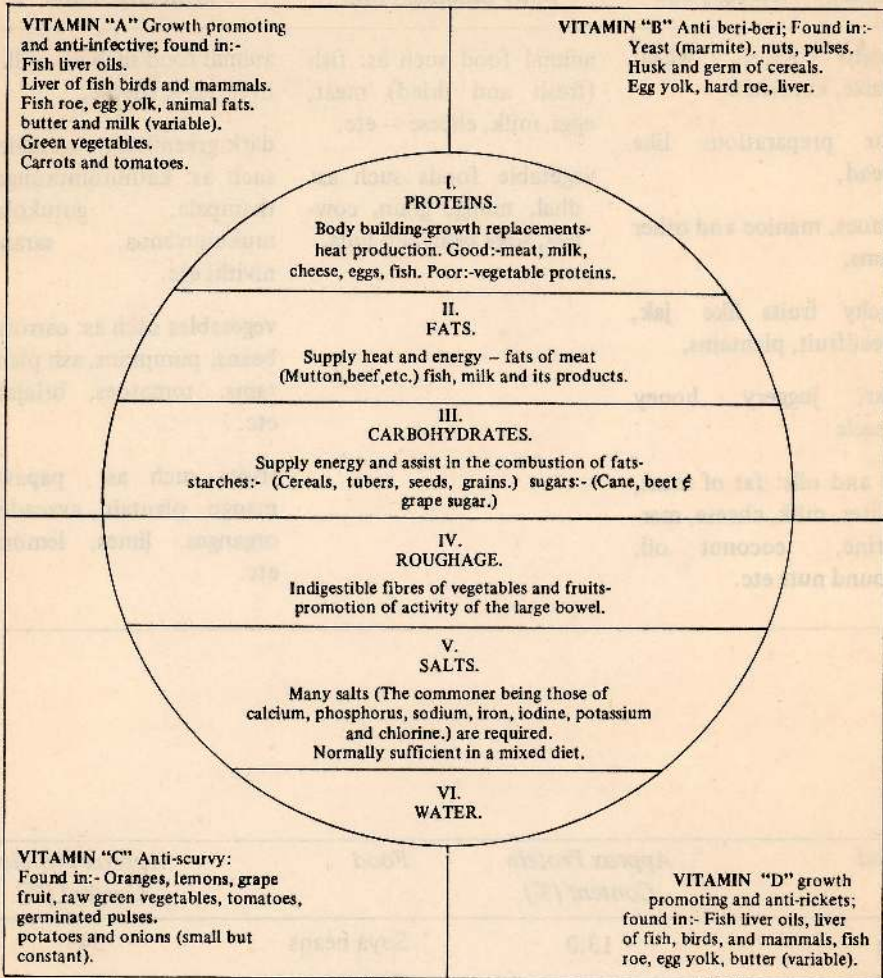 VITAMIN “A” Growth promoting
and anti-infective; found in:-
Fish liver oils.
Liver of fish birds and mammals.
Fish roe, egg yolk, animal fats.
butter and milk (variable).
Green vegetables.
Carrots and tomatoes.
VITAMIN “B” Anti beri-beri; Found in:-
Yeast (marmite). nuts, pulses.
Husk and germ of cereals.
Egg yolk, hard roe, liver.
I.
PROTEINS.
Body building-growth replacements-
heat production. Good:-meat, milk,
cheese, eggs, fish. Poor:-vegetable proteins.
II.
FATS.
Supply heat and energy – fats of meat
(Mutton,beef,etc.) fish, milk and its products.
III.
CARBOHYDRATES.
Supply energy and assist in the combustion of fats-
starches:- (Cereals, tubers, seeds, grains.) sugars:- (Cane, beet &
grape sugar.)
IV.
ROUGHAGE.
Indigestible fibres of vegetables and fruits-
promotion of activity of the large bowel.
V.
SALTS.
Many salts (The commoner being those of
calcium, phosphorus, sodium, iron, iodine, potassium
and chlorine.) are required.
Normally sufficient in a mixed diet.
VI.
WATER.
VITAMIN “C” Anti-scurvy:
Found in:- Oranges, lemons, grape
fruit, raw green vegetables, tomatoes,
germinated pulses.
potatoes and onions (small but
constant).
VITAMIN “D” growth
promoting and anti-rickets;
found in:- Fish liver oils, liver
of fish, birds, and mammals, fish
roe, egg yolk, butter (variable).